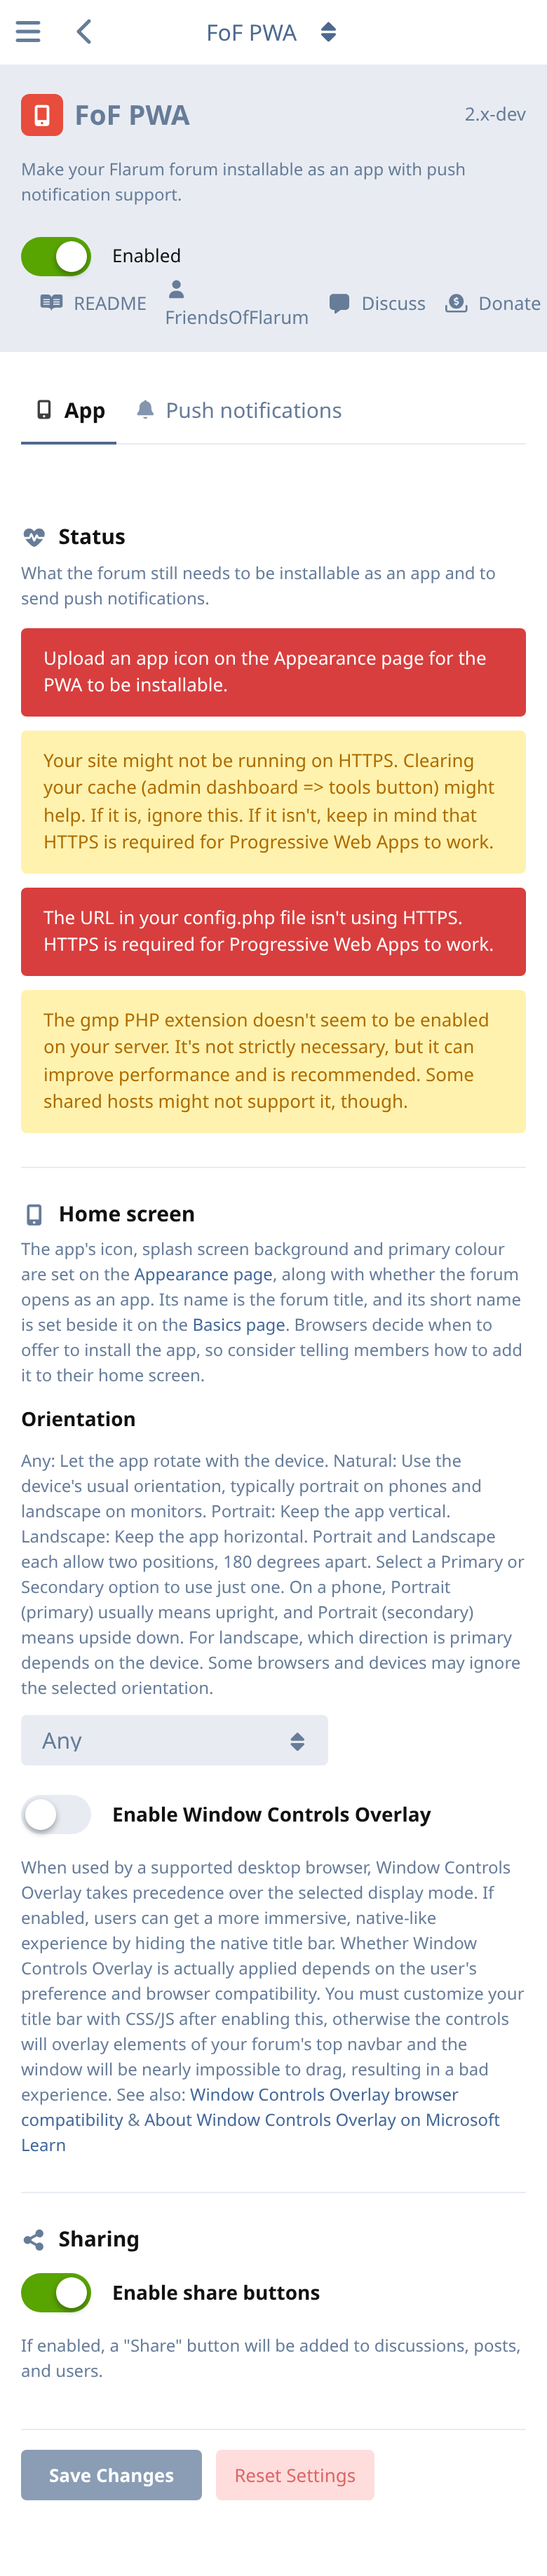 FoF PWA
FoF PWA
2.x-dev
Make your Flarum forum installable as an app with push
notification support.
Enabled
README
FriendsOfFlarum
Discuss
Donate
App
Push notifications
Status
What the forum still needs to be installable as an app and to
send push notifications.
Upload an app icon on the Appearance page for the
PWA to be installable.
Your site might not be running on HTTPS. Clearing
your cache (admin dashboard => tools button) might
help. If it is, ignore this. If it isn't, keep in mind that
HTTPS is required for Progressive Web Apps to work.
The URL in your config.php file isn't using HTTPS.
HTTPS is required for Progressive Web Apps to work.
The gmp PHP extension doesn't seem to be enabled
on your server. It's not strictly necessary, but it can
improve performance and is recommended. Some
shared hosts might not support it, though.
Home screen
The app's icon, splash screen background and primary colour
are set on the Appearance page, along with whether the forum
opens as an app. Its name is the forum title, and its short name
is set beside it on the Basics page. Browsers decide when to
offer to install the app, so consider telling members how to add
it to their home screen.
Orientation
Any: Let the app rotate with the device. Natural: Use the
device's usual orientation, typically portrait on phones and
landscape on monitors. Portrait: Keep the app vertical.
Landscape: Keep the app horizontal. Portrait and Landscape
each allow two positions, 180 degrees apart. Select a Primary or
Secondary option to use just one. On a phone, Portrait
(primary) usually means upright, and Portrait (secondary)
means upside down. For landscape, which direction is primary
depends on the device. Some browsers and devices may ignore
the selected orientation.
Any
Enable Window Controls Overlay
When used by a supported desktop browser, Window Controls
Overlay takes precedence over the selected display mode. If
enabled, users can get a more immersive, native-like
experience by hiding the native title bar. Whether Window
Controls Overlay is actually applied depends on the user's
preference and browser compatibility. You must customize your
title bar with CSS/JS after enabling this, otherwise the controls
will overlay elements of your forum's top navbar and the
window will be nearly impossible to drag, resulting in a bad
experience. See also: Window Controls Overlay browser
compatibility & About Window Controls Overlay on Microsoft
Learn
Sharing
Enable share buttons
If enabled, a "Share" button will be added to discussions, posts,
and users.
Save Changes
Reset Settings